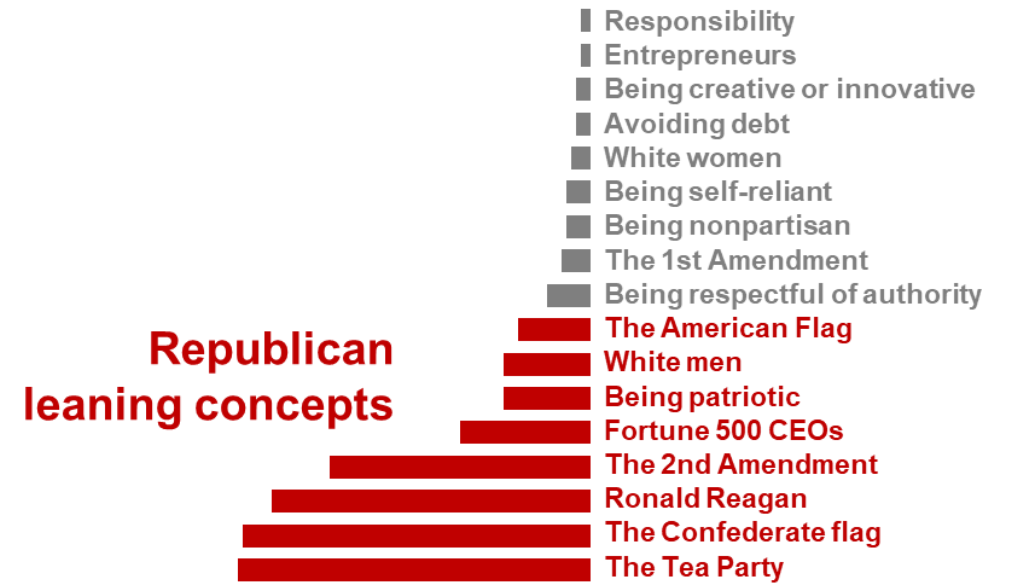 Responsibility
Entrepreneurs
Being creative or innovative
Avoiding debt
White women
Being self-reliant
Being nonpartisan
The 1st Amendment
Being respectful of authority
The American Flag
Republican
leaning concepts
White men
Being patriotic
Fortune 500 CEOs
The 2nd Amendment
Ronald Reagan
The Confederate flag
The Tea Party